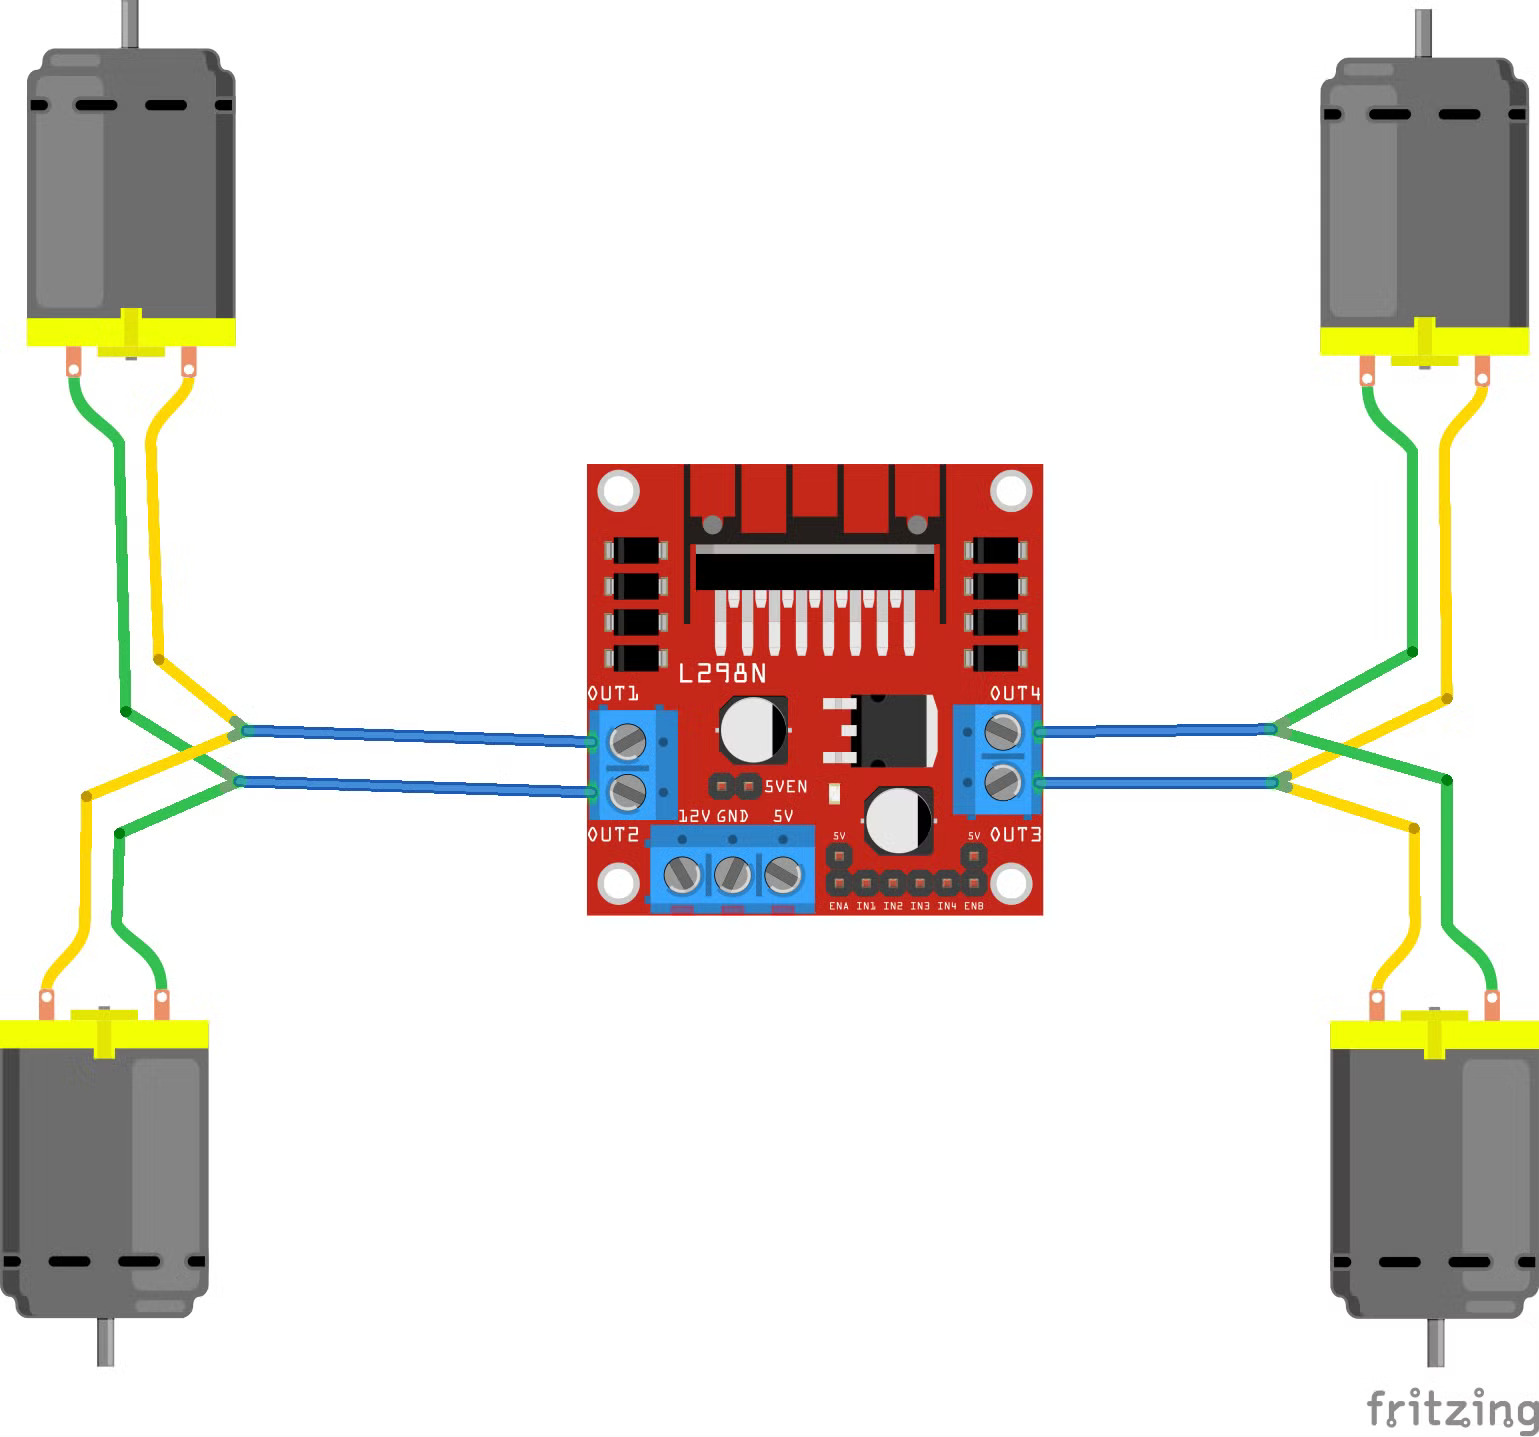 L298N
OUT1
OUT4
5VEN
12V GND 5V
OUT2
5V
5V
OUT3
ENA IN1 IN2 IN3 IN4 ENB
fritzing